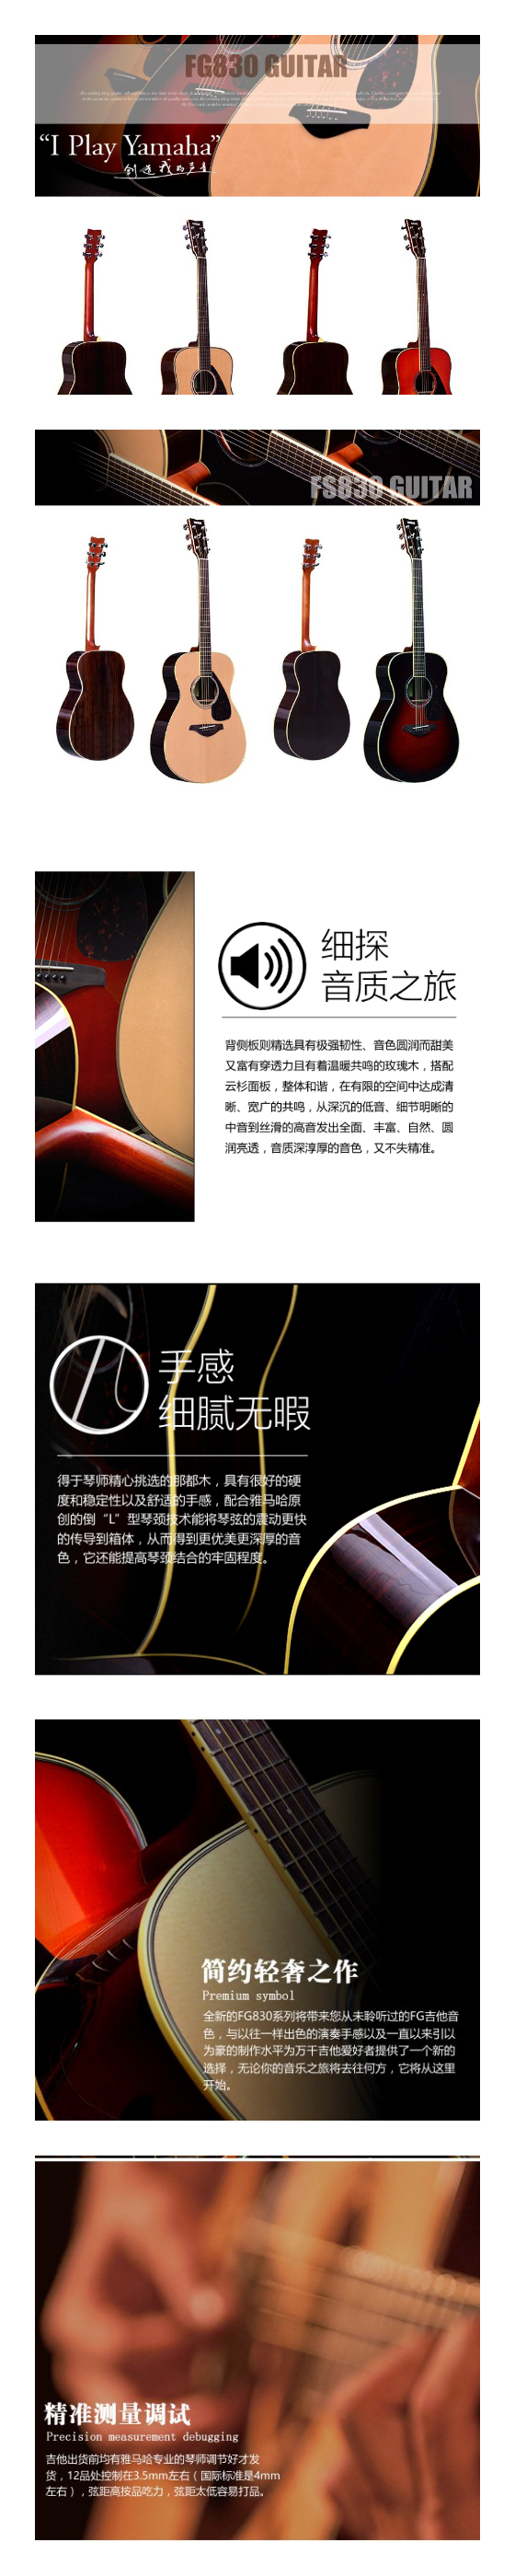 FG830 GUITAR
“I Play Yamaha”
创造我的声音
FS830 GUITAR
细探
音质之旅
背侧板则精选具有极强韧性、音色圆润而甜美
又富有穿透力且有着温暖共鸣的玫瑰木，搭配
云杉面板，整体和谐，在有限的空间中达成清
晰、宽广的共鸣，从深沉的低音、细节明晰的
中音到丝滑的高音发出全面、丰富、自然、圆
润亮透，音质深淳厚的音色，又不失精准。
手感
细腻无暇
得于琴师精心挑选的那都木，具有很好的硬
度和稳定性以及舒适的手感，配合雅马哈原
创的倒“L”型琴颈技术能将琴弦的震动更快
的传导到箱体，从而得到更优美更深厚的音
色，它还能提高琴颈结合的牢固程度。
简约轻奢之作
Premium symbol
全新的FG830系列将带来您从未聆听过的FG吉他音
色，与以往一样出色的演奏手感以及一直以来引以
为豪的制作水平为万千吉他爱好者提供了一个新的
选择，无论你的音乐之旅将去往何方，它将从这里
开始。
精准测量调试
Precision measurement debugging
吉他出货前均有雅马哈专业的琴师调节好才发
货，12品处控制在3.5mm左右（国际标准是4mm
左右），弦距高按品吃力，弦距太低容易打品。